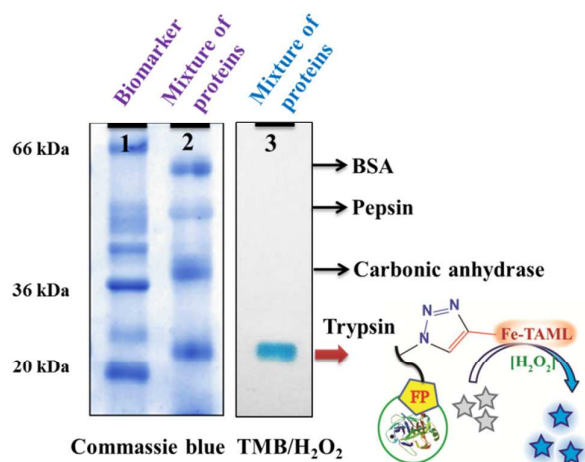 Biomarker
Mixture of
proteins
Mixture of
proteins
1
2
3
66 kDa
BSA
Pepsin
Carbonic anhydrase
36 kDa
Trypsin
20 kDa
N
N
N
Fe-TAML
[H₂O₂]
FP
Commassie blue
TMB/H₂O₂